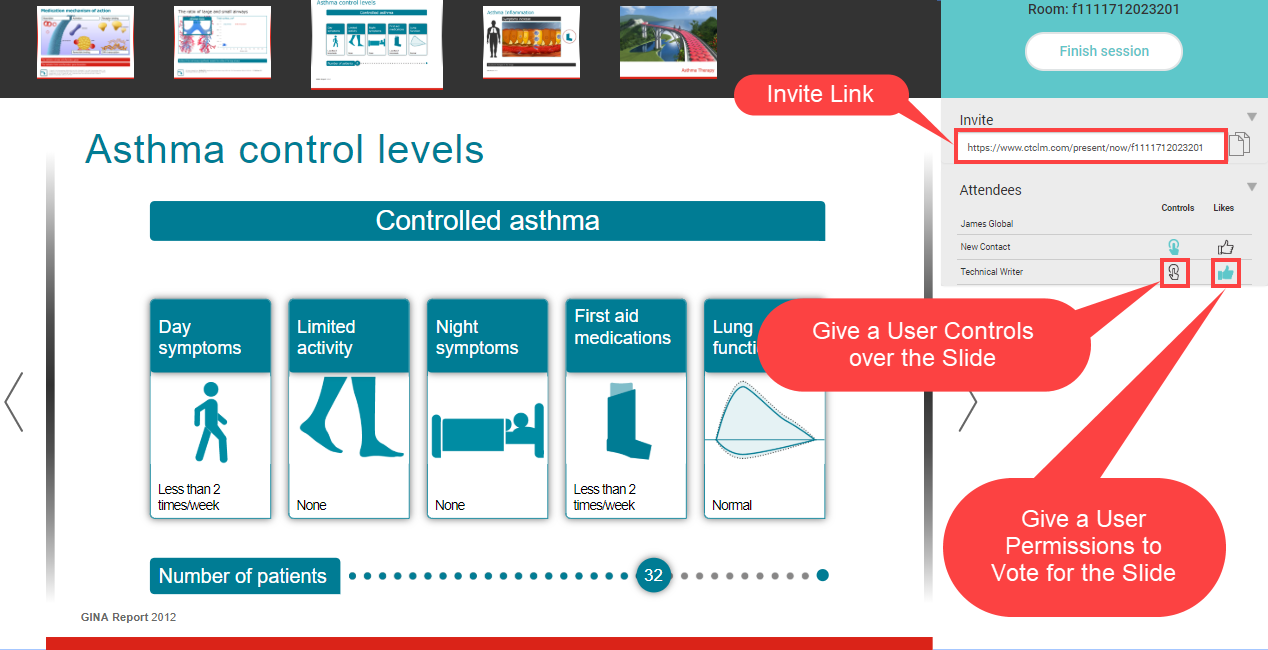 Medication mechanism of action
The ratio of large and small airways
Asthma control levels
Controlled asthma
Asthma Inflammation
Asthma Therapy
Room: f1111712023201
Finish session
Invite Link
Invite
https://www.ctclm.com/present/now/f1111712023201
Attendees
Controls Likes
James Global
New Contact
Technical Writer
Asthma control levels
Controlled asthma
Day
symptoms
Limited
activity
Night
symptoms
First aid
medications
Lung
functi
Less than 2
times/week
None
None
Less than 2
times/week
Normal
Number of patients
32
GINA Report 2012
Give a User Controls
over the Slide
Give a User
Permissions to
Vote for the Slide